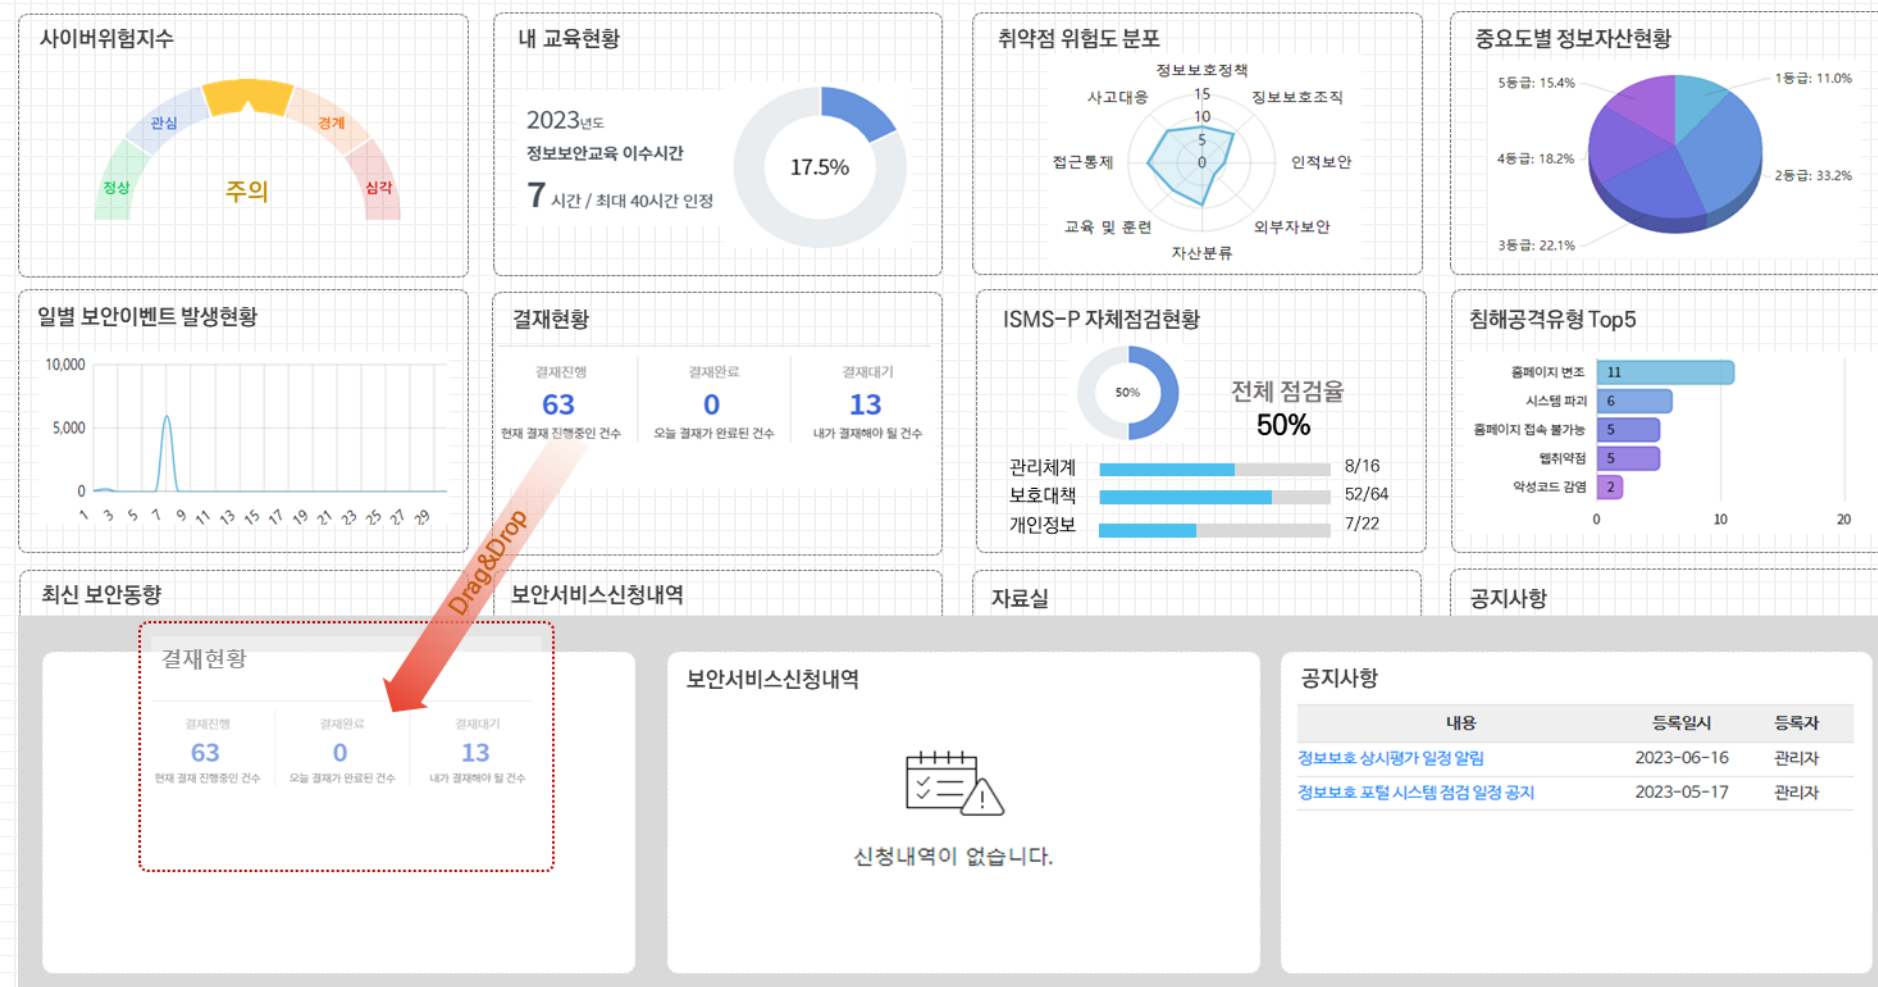 사이버위험지수
관심
경계
정상
주의
심각
내 교육현황
2023년도
정보보안교육 이수시간
7 시간 / 최대 40시간 인정
17.5%
취약점 위험도 분포
정보보호정책
사고대응
15
정보보호조직
10
5
접근통제
0
인적보안
교육 및 훈련
외부자보안
자산분류
중요도별 정보자산현황
5등급: 15.4%
1등급: 11.0%
4등급: 18.2%
2등급: 33.2%
3등급: 22.1%
일별 보안이벤트 발생현황
10,000
5,000
0
1 3 5 7 9 11 13 15 17 19 21 23 25 27 29
결재현황
결재진행 결재완료 결재대기
63 0 13
현재 결재 진행중인 건수 오늘 결재가 완료된 건수 내가 결재해야 될 건수
ISMS-P 자체점검현황
50%
전체 점검율
50%
관리체계 8/16
보호대책 52/64
개인정보 7/22
침해공격유형 Top5
홈페이지 변조 11
시스템 파괴 6
홈페이지 접속 불가능 5
웹취약점 5
악성코드 감염 2
0 10 20
Drag&Drop
최신 보안동향
보안서비스신청내역
자료실
공지사항
결재현황
결재진행 결재완료 결재대기
63 0 13
현재 결재 진행중인 건수 오늘 결재가 완료된 건수 내가 결재해야 될 건수
보안서비스신청내역
신청내역이 없습니다.
공지사항
내용 등록일시 등록자
정보보호 상시평가 일정 알림 2023-06-16 관리자
정보보호 포털 시스템 점검 일정 공지 2023-05-17 관리자